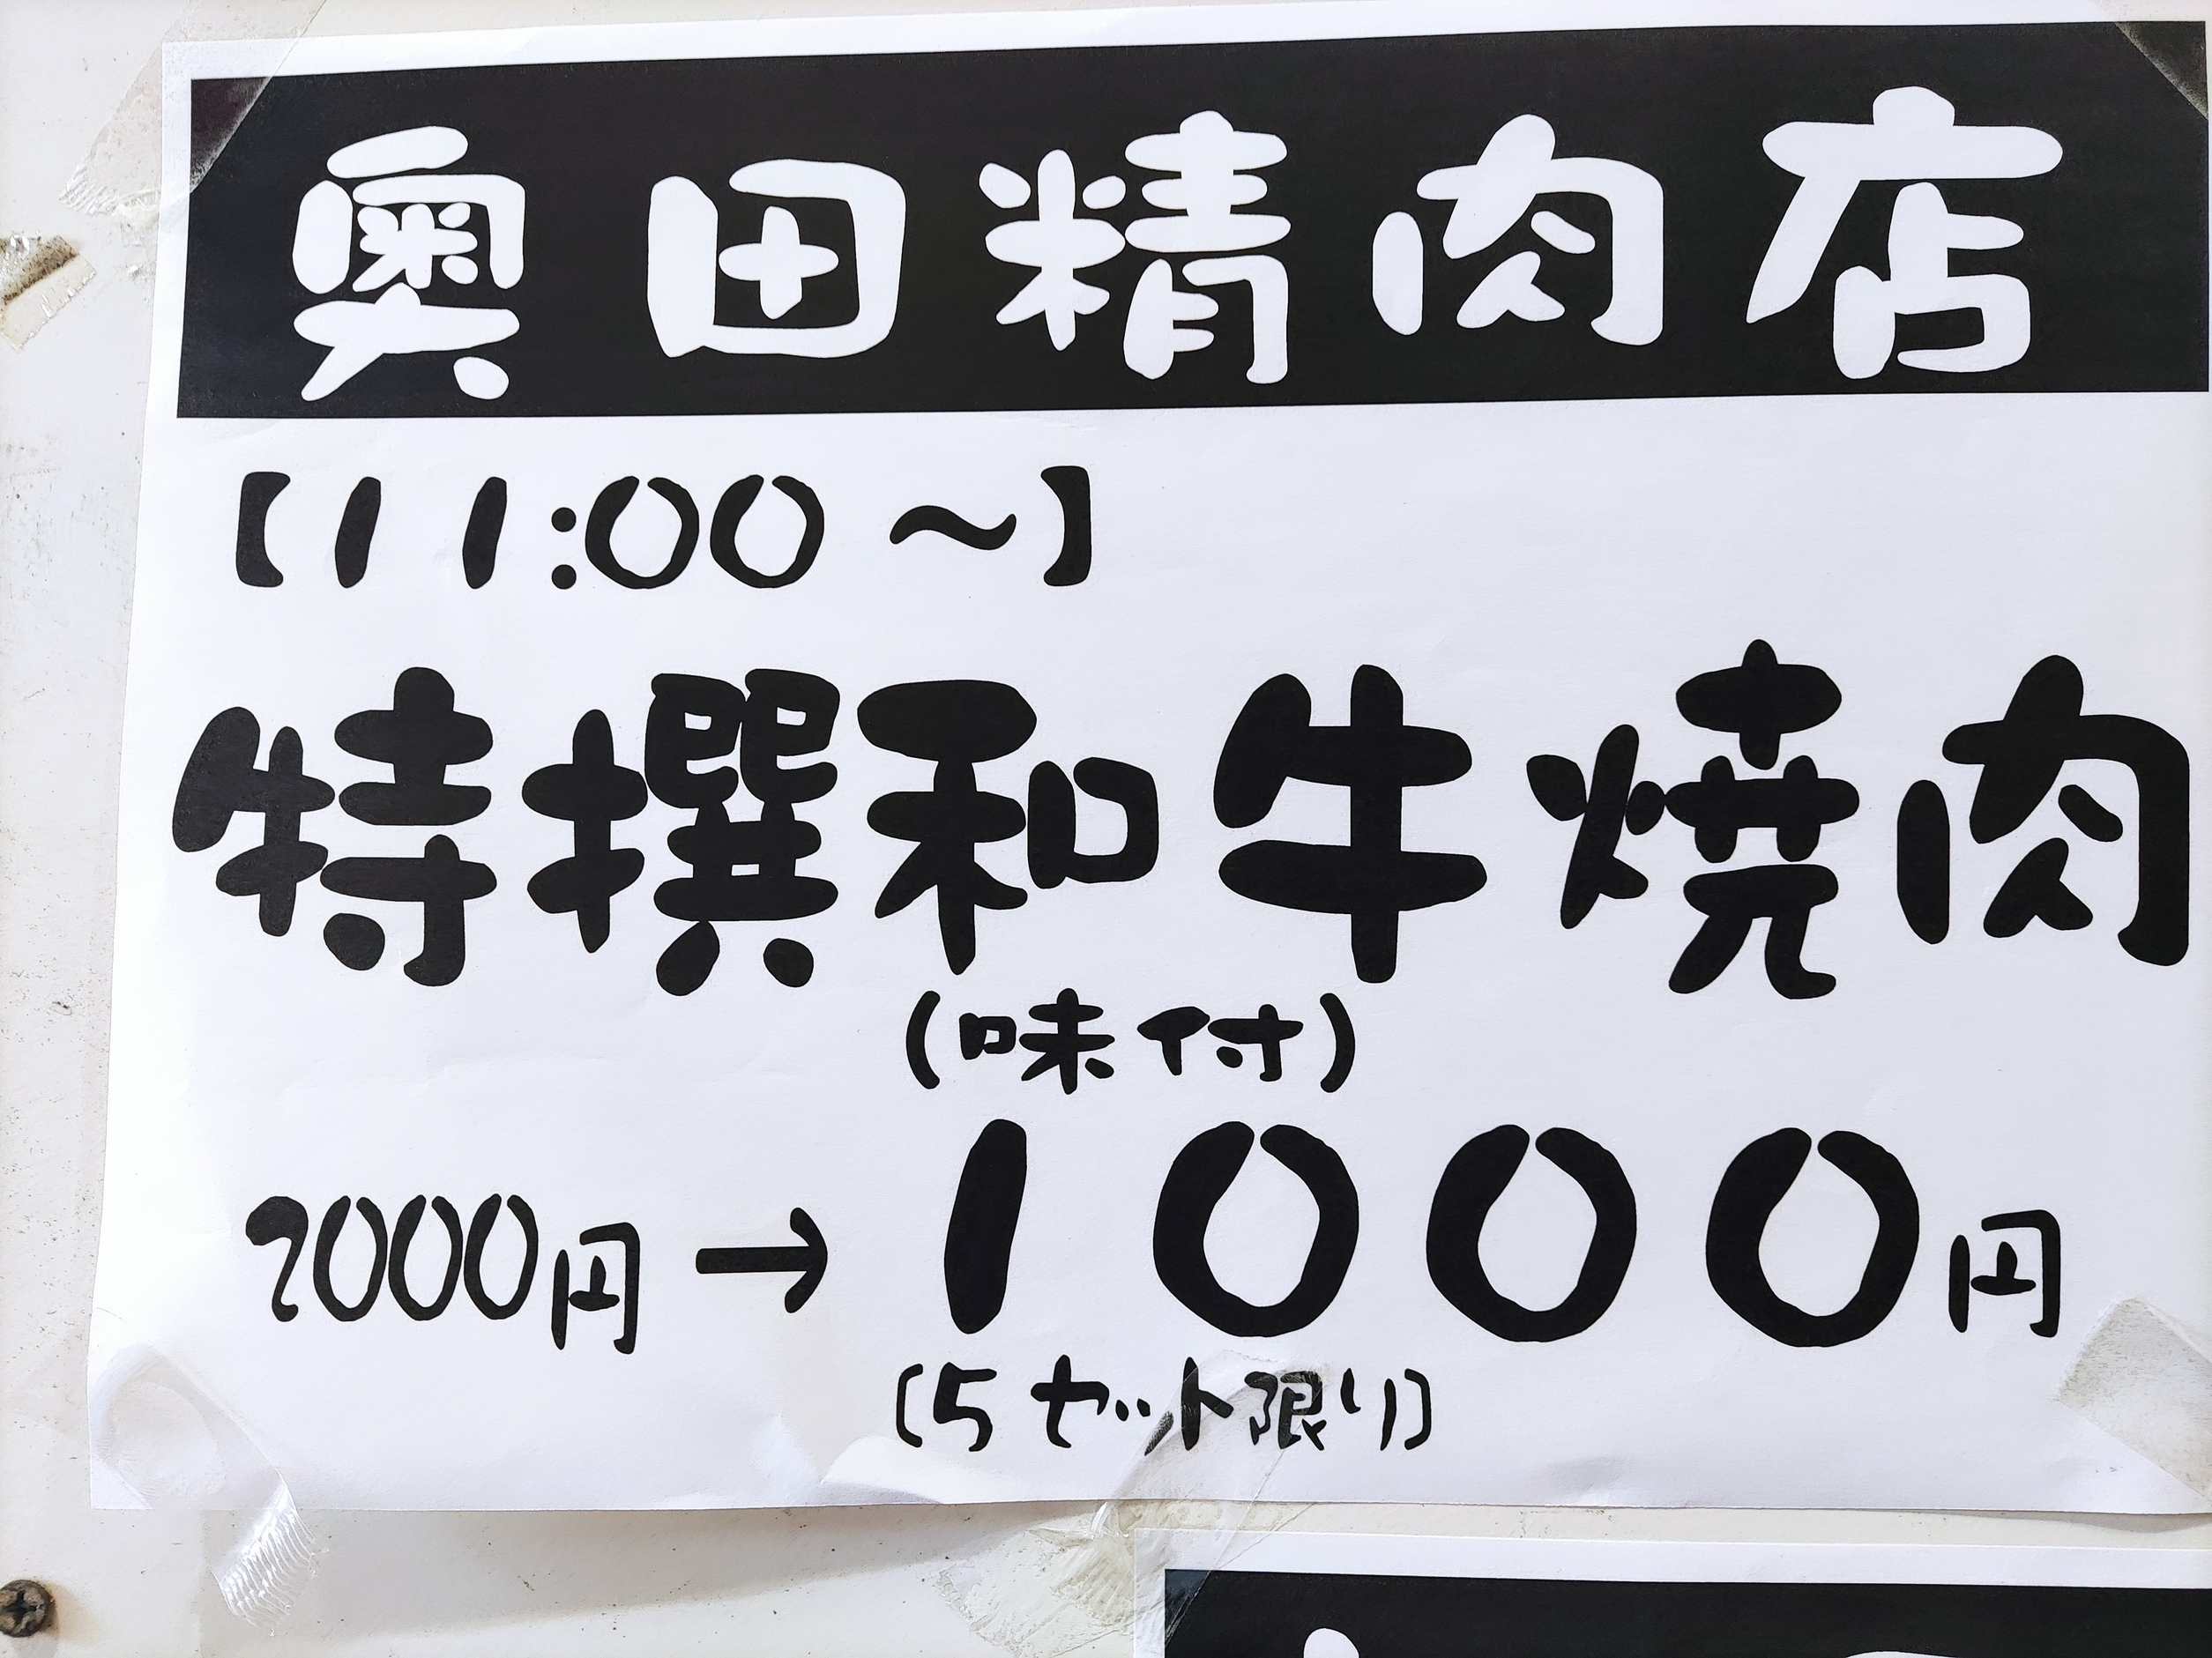 奥田精肉店
【11:00 ～】
特撰和牛焼肉
(味付)
2000円 → 1000円
〔5セット限り〕